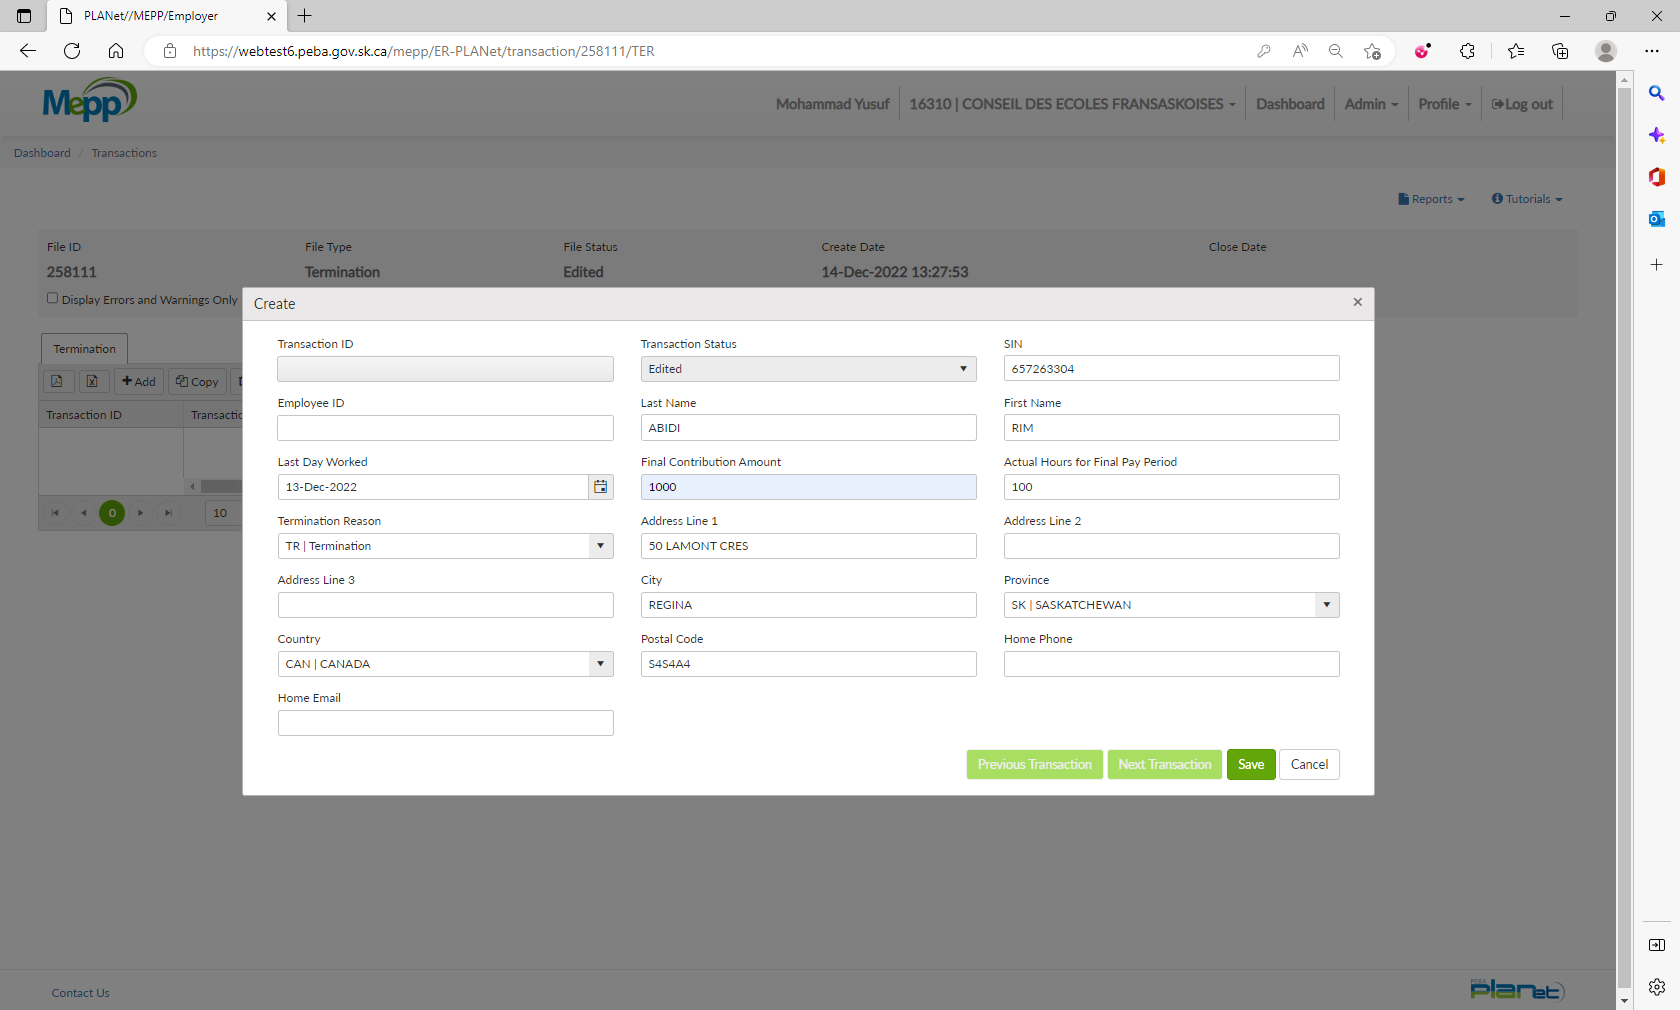 PLANet//MEPP/Employer
https://webtest6.peba.gov.sk.ca/mepp/ER-PLANet/transaction/258111/TER
Mepp
Mohammad Yusuf
16310 | CONSEIL DES ECOLES FRANSASKOISES
Dashboard
Admin
Profile
Log out
Dashboard / Transactions
Reports
Tutorials
File ID
File Type
File Status
Create Date
Close Date
258111
Termination
Edited
14-Dec-2022 13:27:53
Display Errors and Warnings Only
Termination
Add
Copy
Transaction ID
Transactio
0
10
Create
Transaction ID
Transaction Status
SIN
Edited
657263304
Employee ID
Last Name
First Name
ABIDI
RIM
Last Day Worked
Final Contribution Amount
Actual Hours for Final Pay Period
13-Dec-2022
1000
100
Termination Reason
Address Line 1
Address Line 2
TR | Termination
50 LAMONT CRES
Address Line 3
City
Province
REGINA
SK | SASKATCHEWAN
Country
Postal Code
Home Phone
CAN | CANADA
S4S4A4
Home Email
Previous Transaction
Next Transaction
Save
Cancel
Contact Us
PEBA
Planet